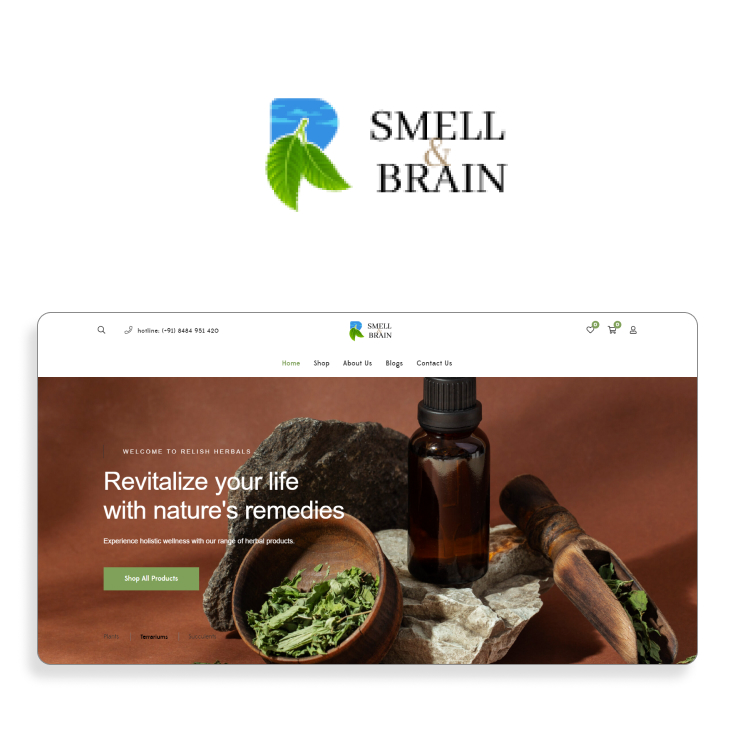 SMELL
&
BRAIN
hotline: (+91) 8484 951 420
SMELL
&
BRAIN
0
0
Home Shop About Us Blogs Contact Us
WELCOME TO RELISH HERBALS
Revitalize your life
with nature's remedies
Experience holistic wellness with our range of herbal products.
Shop All Products
Plants Terrariums Succulents